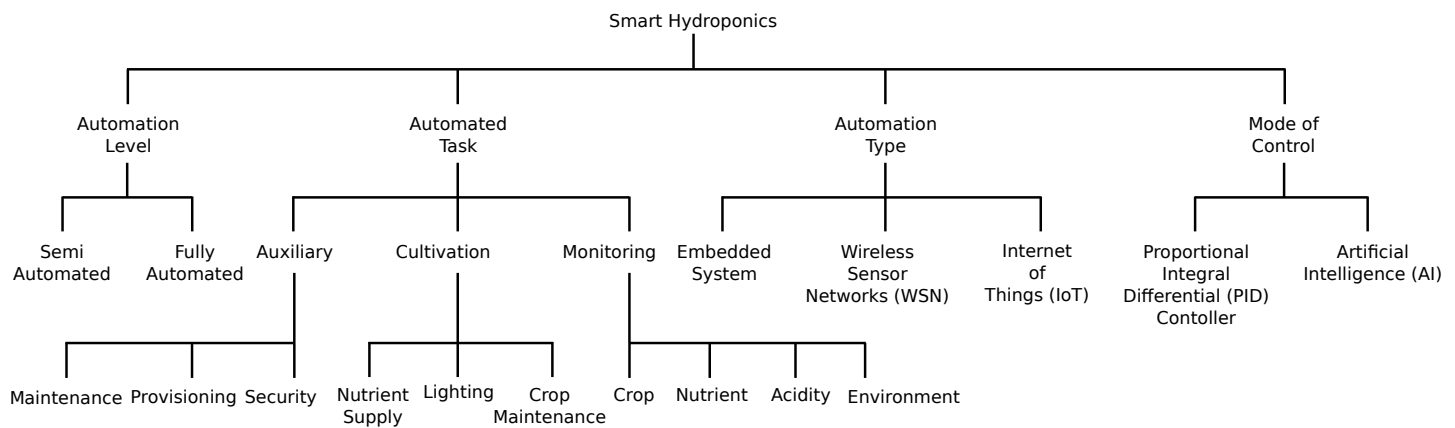 Smart Hydroponics
Automation
Level
Automated
Task
Automation
Type
Mode of
Control
Semi
Automated
Fully
Automated
Auxiliary
Cultivation
Monitoring
Embedded
System
Wireless
Sensor
Networks (WSN)
Internet
of
Things (IoT)
Proportional
Integral
Differential (PID)
Contoller
Artificial
Intelligence (AI)
Maintenance
Provisioning
Security
Nutrient
Supply
Lighting
Crop
Maintenance
Crop
Nutrient
Acidity
Environment